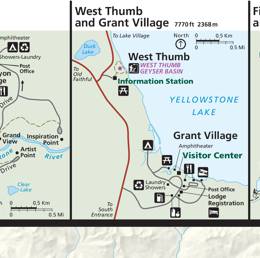 Amphitheater
Showers-Laundry
Post
Office
Drive
Grand
View
Inspiration
Point
Artist
Point
River
Drive
Clear
Lake
0
0.5 Km
0
0.5 Mi
West Thumb
and Grant Village
7770 ft 2368 m
North
0
0.5 Km
0
0.5 Mi
To Lake Village
Duck
Lake
West Thumb
WEST THUMB
GEYSER BASIN
To
Old
Faithful
Information Station
YELLOWSTONE
LAKE
Grant Village
Amphitheater
Visitor Center
Laundry
Showers
Post Office
Lodge
Registration
To
South
Entrance